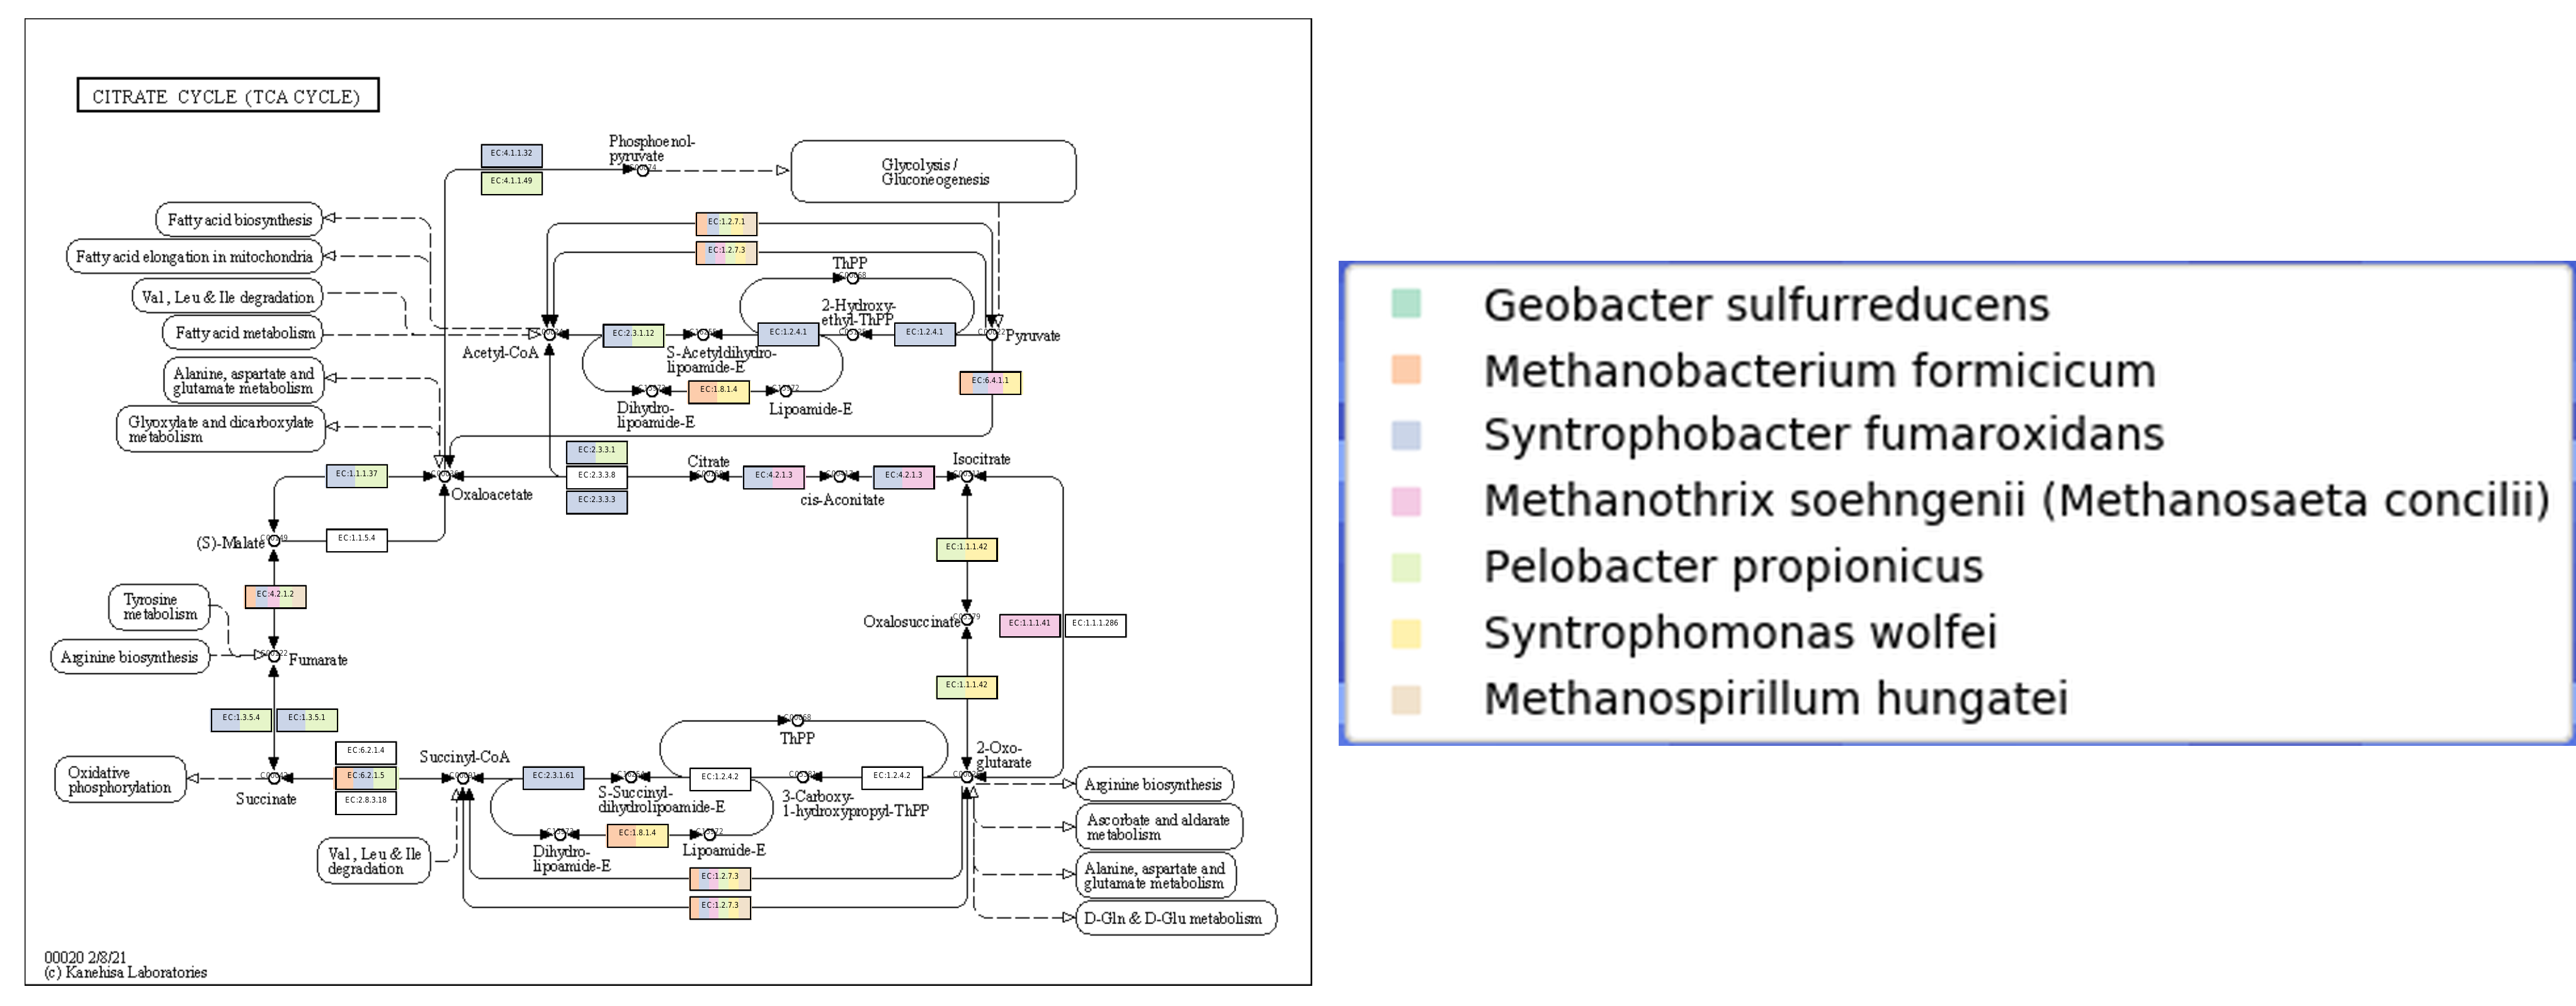 CITRATE CYCLE (TCA CYCLE)
Phosphoenol-
pyruvate
EC:4.1.1.32
EC:4.1.1.49
Glycolysis /
Gluconeogenesis
Fatty acid biosynthesis
EC:1.2.7.1
Fatty acid elongation in mitochondria
EC:1.2.7.3
ThPP
Val, Leu & Ile degradation
2-Hydroxy-
ethyl-ThPP
Fatty acid metabolism
EC:2.3.1.12
EC:1.2.4.1
EC:1.2.4.1
Pyruvate
Acetyl-CoA
S-Acetyldihydro-
lipoamide-E
Alanine, aspartate and
glutamate metabolism
EC:1.8.1.4
EC:6.4.1.1
Dihydro-
lipoamide-E
Lipoamide-E
Glyoxylate and dicarboxylate
metabolism
EC:2.3.3.1
Citrate
Isocitrate
EC:1.1.1.37
EC:2.3.3.8
EC:4.2.1.3
EC:4.2.1.3
Oxaloacetate
EC:2.3.3.3
cis-Aconitate
(S)-Malate
EC:1.1.5.4
EC:1.1.1.42
Tyrosine
metabolism
EC:4.2.1.2
Oxalosuccinate
EC:1.1.1.41
EC:1.1.1.286
Arginine biosynthesis
Fumarate
EC:1.1.1.42
EC:1.3.5.4
EC:1.3.5.1
ThPP
EC:6.2.1.4
Succinyl-CoA
2-Oxo-
glutarate
Oxidative
phosphorylation
EC:6.2.1.5
EC:2.3.1.61
EC:1.2.4.2
EC:1.2.4.2
Arginine biosynthesis
Succinate
EC:2.8.3.18
S-Succinyl-
dihydrolipoamide-E
3-Carboxy-
1-hydroxypropyl-ThPP
Ascorbate and aldarate
metabolism
EC:1.8.1.4
Val, Leu & Ile
degradation
Dihydro-
lipoamide-E
Lipoamide-E
Alanine, aspartate and
glutamate metabolism
EC:1.2.7.3
EC:1.2.7.3
D-Gln & D-Glu metabolism
00020 2/8/21
(c) Kanehisa Laboratories
Geobacter sulfurreducens
Methanobacterium formicicum
Syntrophobacter fumaroxidans
Methanothrix soehngenii (Methanosaeta concilii)
Pelobacter propionicus
Syntrophomonas wolfei
Methanospirillum hungatei